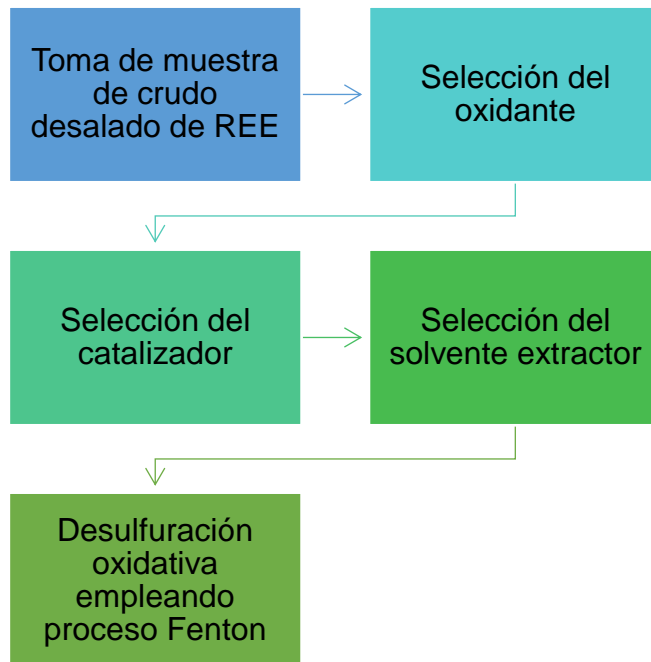 Toma de muestra
de crudo
desalado de REE
Selección del
oxidante
Selección del
catalizador
Selección del
solvente extractor
Desulfuración
oxidativa
empleando
proceso Fenton